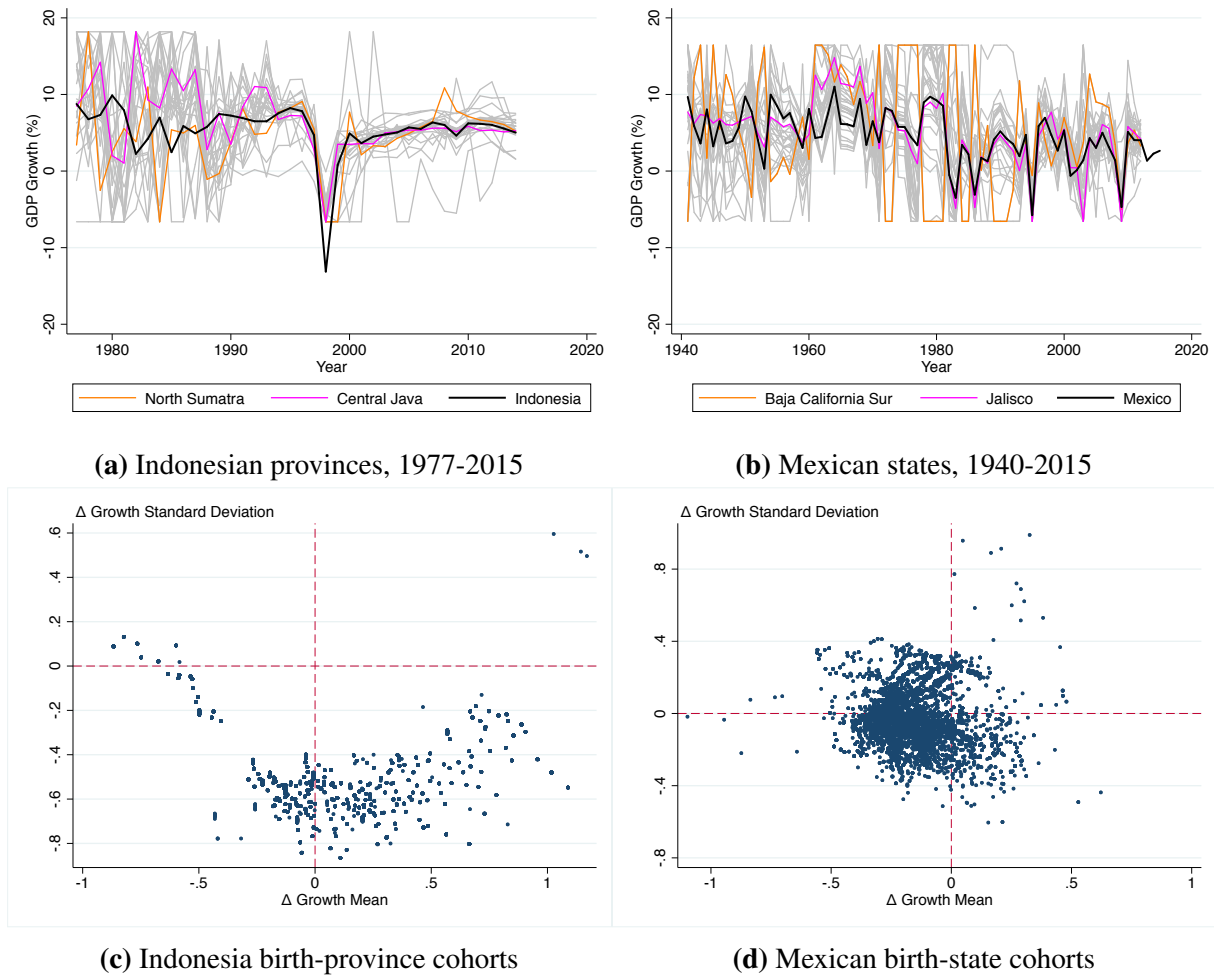 GDP Growth (%)
20
10
0
-10
-20
1980
1990
2000
2010
2020
Year
North Sumatra
Central Java
Indonesia
(a) Indonesian provinces, 1977-2015
GDP Growth (%)
20
10
0
-10
-20
1940
1960
1980
2000
2020
Year
Baja California Sur
Jalisco
Mexico
(b) Mexican states, 1940-2015
Δ Growth Standard Deviation
.6
.4
.2
0
-.2
-.4
-.6
-.8
-1
-.5
0
.5
1
Δ Growth Mean
(c) Indonesia birth-province cohorts
Δ Growth Standard Deviation
.8
.4
0
-.4
-.8
-1
-.5
0
.5
1
Δ Growth Mean
(d) Mexican birth-state cohorts